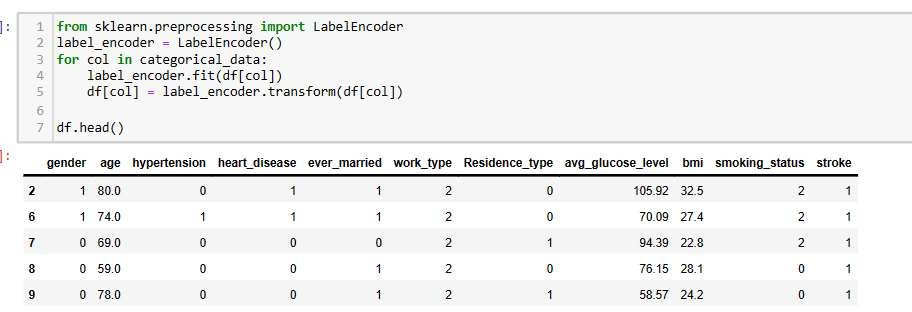 ]:
1 from sklearn.preprocessing import LabelEncoder
2 label_encoder = LabelEncoder()
3 for col in categorical_data:
4     label_encoder.fit(df[col])
5     df[col] = label_encoder.transform(df[col])
6
7 df.head()
]:
gender age hypertension heart_disease ever_married work_type Residence_type avg_glucose_level bmi smoking_status stroke
2 1 80.0 0 1 1 2 0 105.92 32.5 2 1
6 1 74.0 1 1 1 2 0 70.09 27.4 2 1
7 0 69.0 0 0 0 2 1 94.39 22.8 2 1
8 0 59.0 0 0 1 2 0 76.15 28.1 0 1
9 0 78.0 0 0 1 2 1 58.57 24.2 0 1